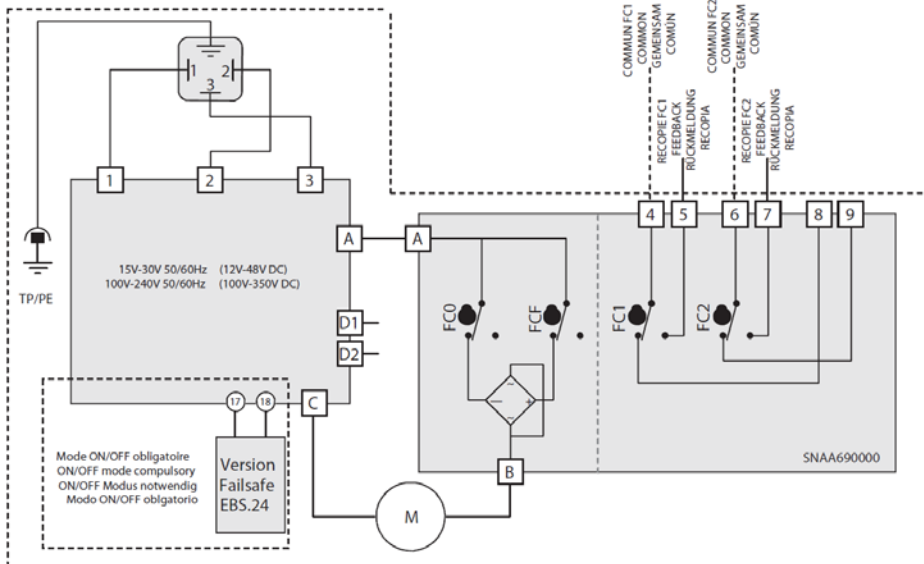 COMMUN FC1
COMMON
GEMEINSAM
COMÚN
COMMUN FC2
COMMON
GEMEINSAM
COMÚN
RECOPIE FC1
FEEDBACK
RÜCKMELDUNG
RECOPIA
RECOPIE FC2
FEEDBACK
RÜCKMELDUNG
RECOPIA
1 2
3
1 2 3
4 5 6 7 8 9
A A
15V-30V 50/60Hz (12V-48V DC)
100V-240V 50/60Hz (100V-350V DC)
TP/PE
D1
D2
FC0
FCF
FC1
FC2
~
− +
~
17 18
C
Mode ON/OFF obligatoire
ON/OFF mode compulsory
ON/OFF Modus notwendig
Modo ON/OFF oblgatorio
Version
Failsafe
EBS.24
SNAA690000
B
M